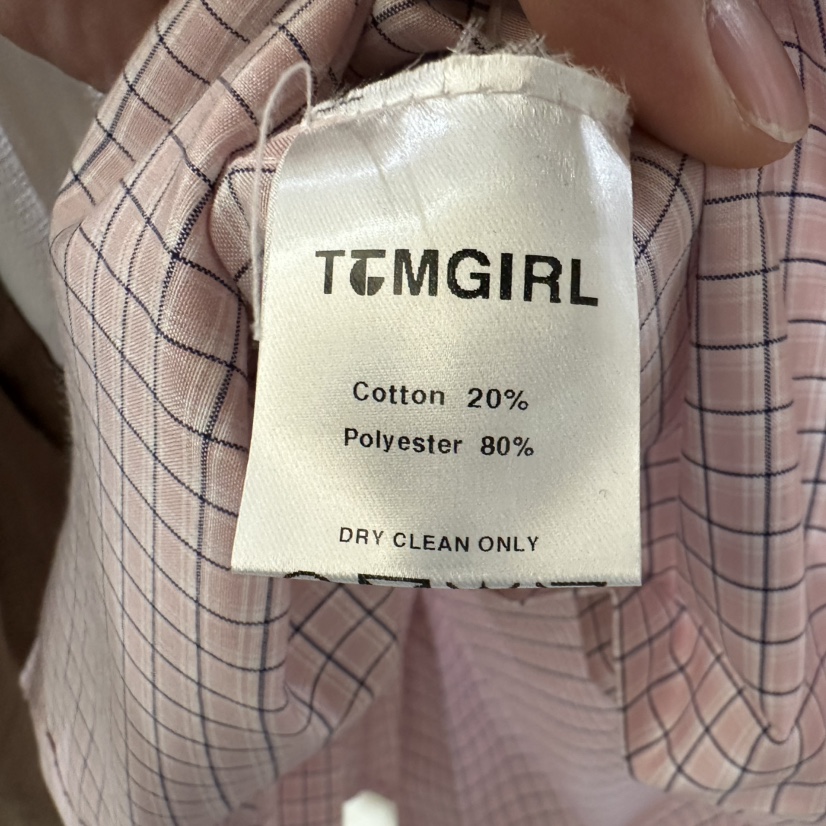 TOMGIRL
Cotton 20%
Polyester 80%
DRY CLEAN ONLY